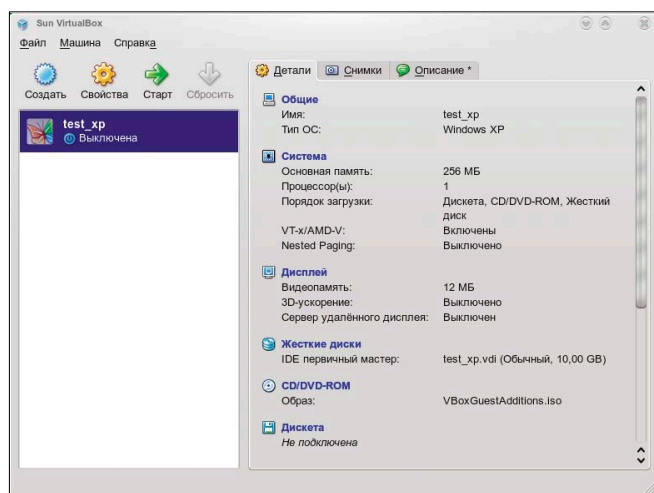 Sun VirtualBox
Файл Машина Справка
Создать Свойства Старт Сбросить
test_xp
Выключена
Детали Снимки Описание *
Общие
Имя: test_xp
Тип ОС: Windows XP
Система
Основная память: 256 МБ
Процессор(ы): 1
Порядок загрузки: Дискета, CD/DVD-ROM, Жесткий
диск
VT-x/AMD-V: Включены
Nested Paging: Выключено
Дисплей
Видеопамять: 12 МБ
3D-ускорение: Выключено
Сервер удалённого дисплея: Выключен
Жесткие диски
IDE первичный мастер: test_xp.vdi (Обычный, 10,00 GB)
CD/DVD-ROM
Образ: VBoxGuestAdditions.iso
Дискета
Не подключена